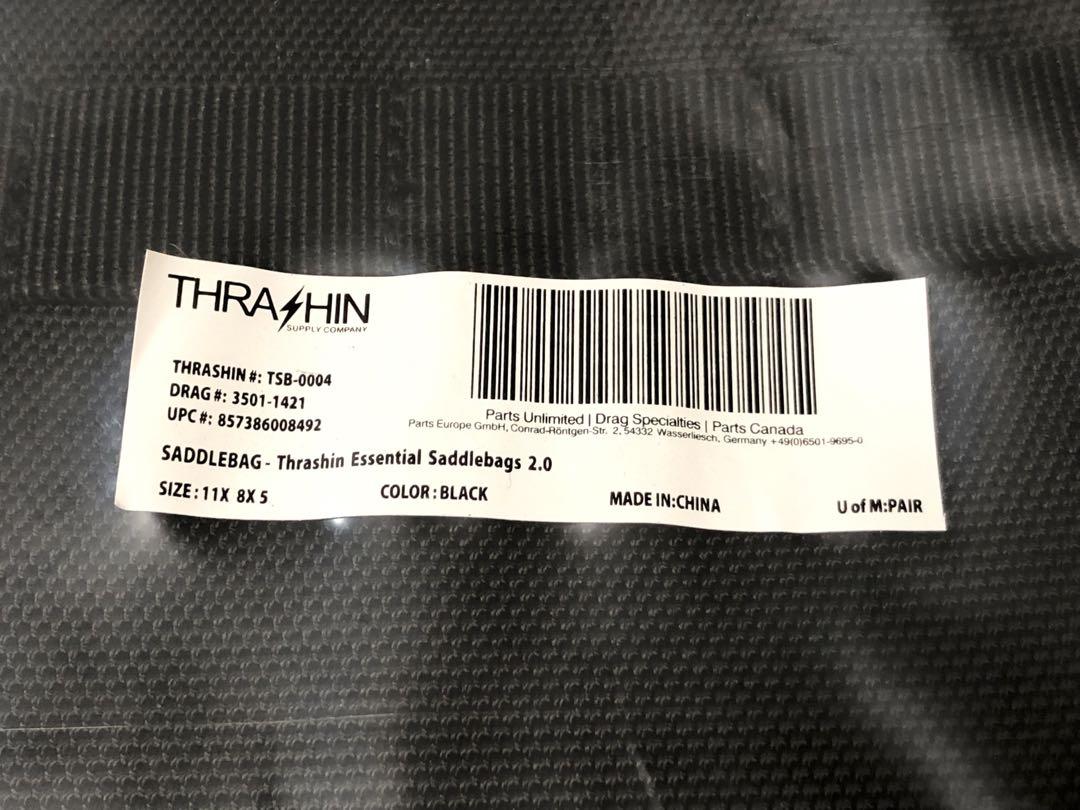 THRASHIN
SUPPLY COMPANY
THRASHIN #: TSB-0004
DRAG #: 3501-1421
UPC #: 857386008492
Parts Unlimited | Drag Specialties | Parts Canada
Parts Europe GmbH, Conrad-Röntgen-Str. 2, 54332 Wasserliesch, Germany +49(0)6501-9695-0
SADDLEBAG - Thrashin Essential Saddlebags 2.0
SIZE: 11X 8X 5 COLOR: BLACK MADE IN:CHINA U of M:PAIR